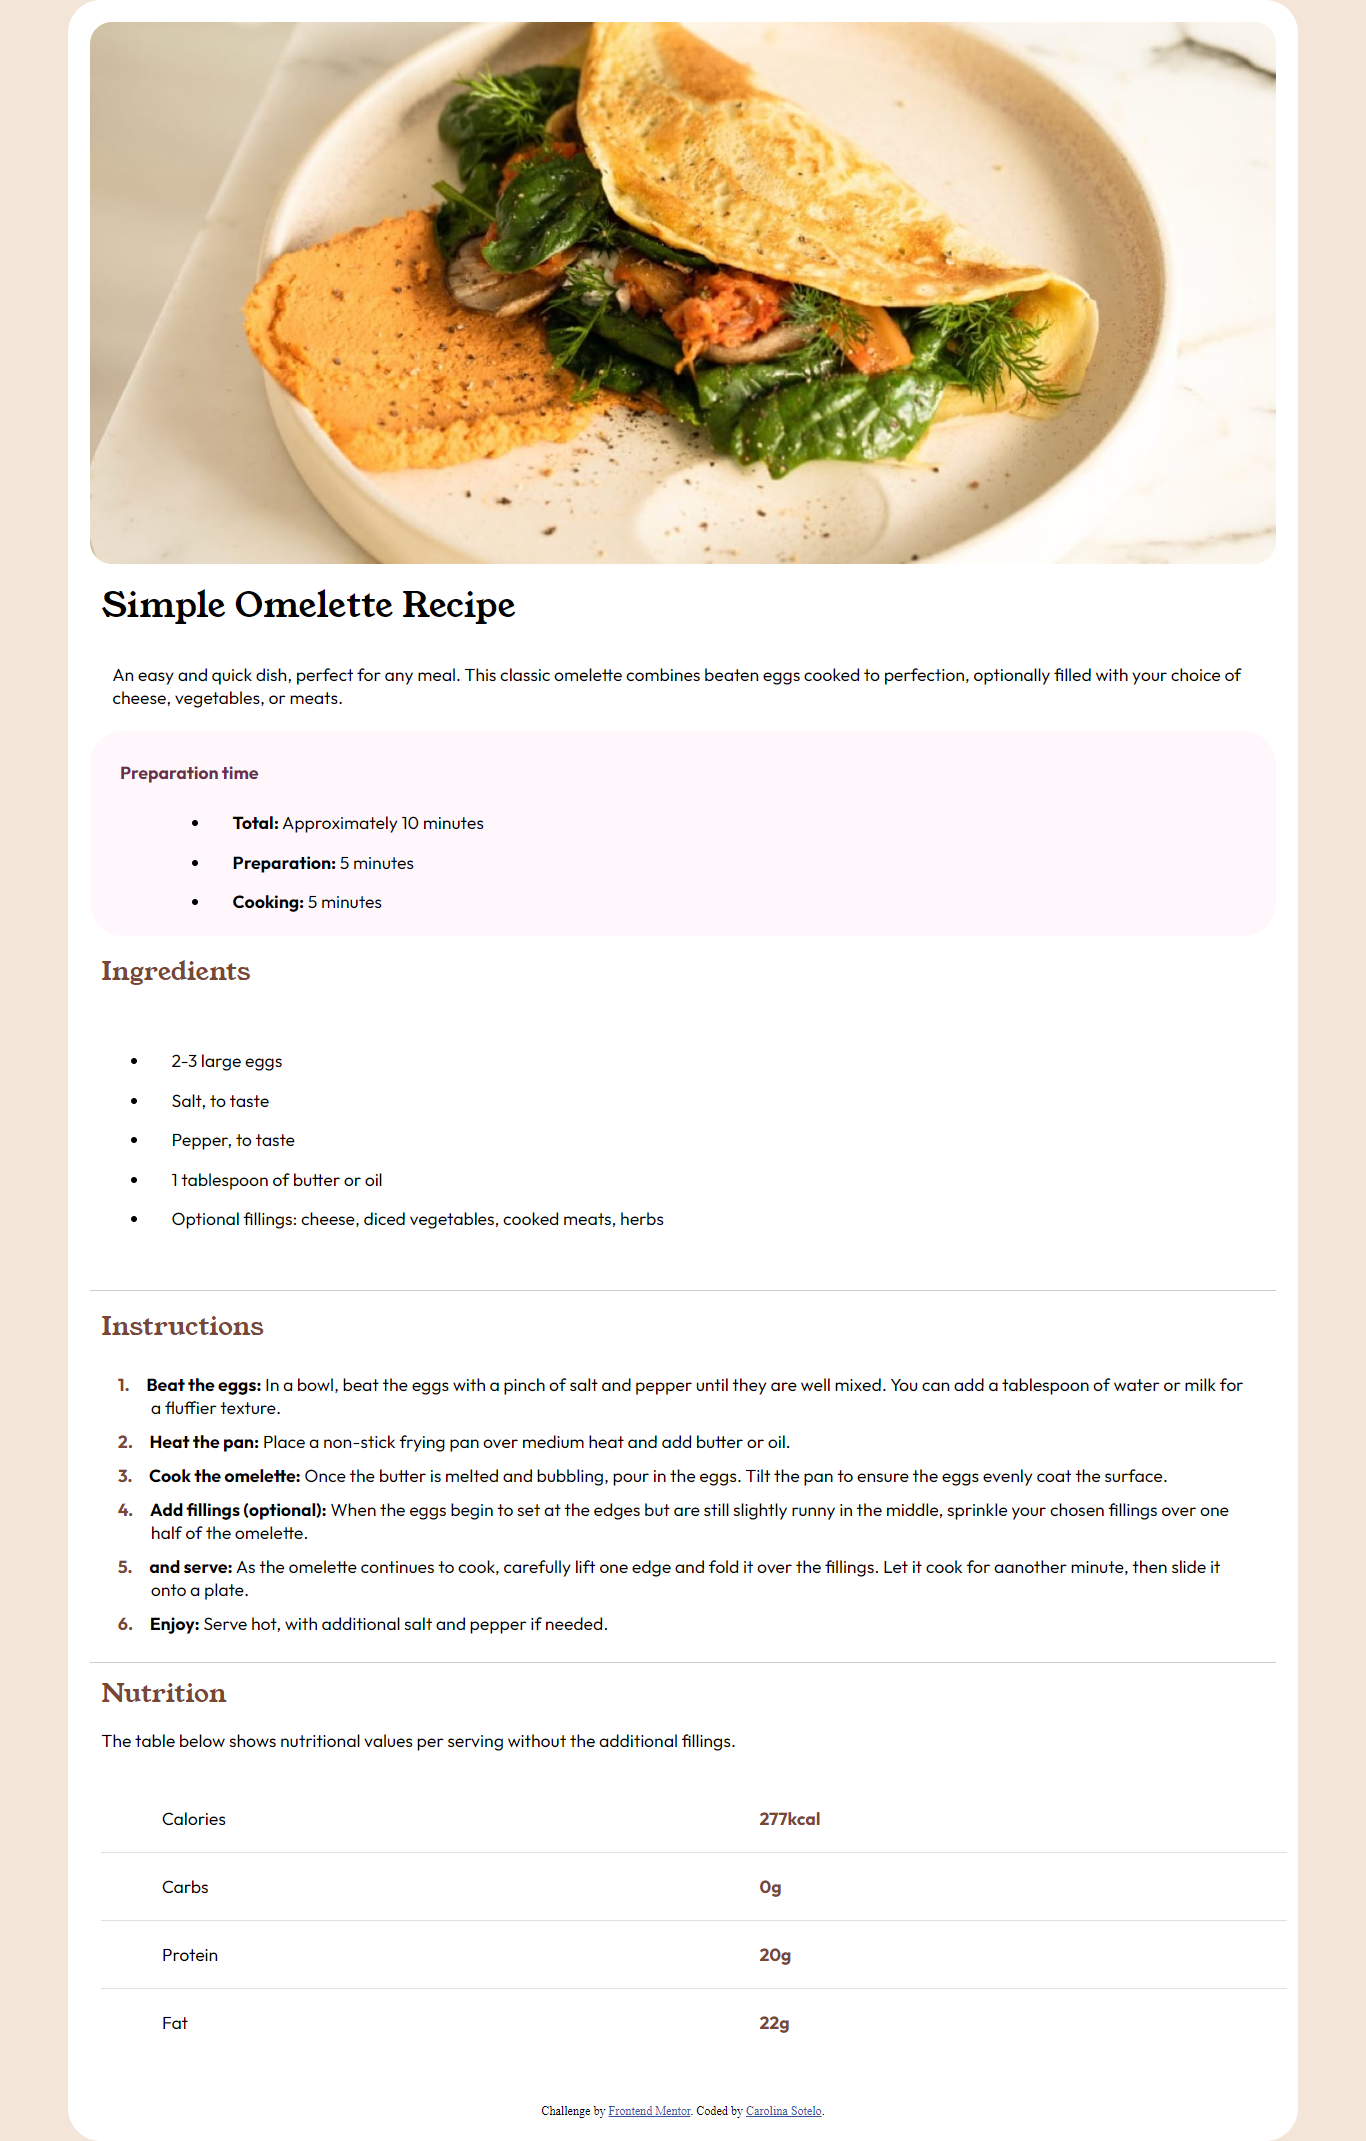 Simple Omelette Recipe
An easy and quick dish, perfect for any meal. This classic omelette combines beaten eggs cooked to perfection, optionally filled with your choice of
cheese, vegetables, or meats.
Preparation time
• Total: Approximately 10 minutes
• Preparation: 5 minutes
• Cooking: 5 minutes
Ingredients
• 2-3 large eggs
• Salt, to taste
• Pepper, to taste
• 1 tablespoon of butter or oil
• Optional fillings: cheese, diced vegetables, cooked meats, herbs
Instructions
1. Beat the eggs: In a bowl, beat the eggs with a pinch of salt and pepper until they are well mixed. You can add a tablespoon of water or milk for
a fluffier texture.
2. Heat the pan: Place a non-stick frying pan over medium heat and add butter or oil.
3. Cook the omelette: Once the butter is melted and bubbling, pour in the eggs. Tilt the pan to ensure the eggs evenly coat the surface.
4. Add fillings (optional): When the eggs begin to set at the edges but are still slightly runny in the middle, sprinkle your chosen fillings over one
half of the omelette.
5. and serve: As the omelette continues to cook, carefully lift one edge and fold it over the fillings. Let it cook for aanother minute, then slide it
onto a plate.
6. Enjoy: Serve hot, with additional salt and pepper if needed.
Nutrition
The table below shows nutritional values per serving without the additional fillings.
Calories 277kcal
Carbs 0g
Protein 20g
Fat 22g
Challenge by Frontend Mentor. Coded by Carolina Sotelo.